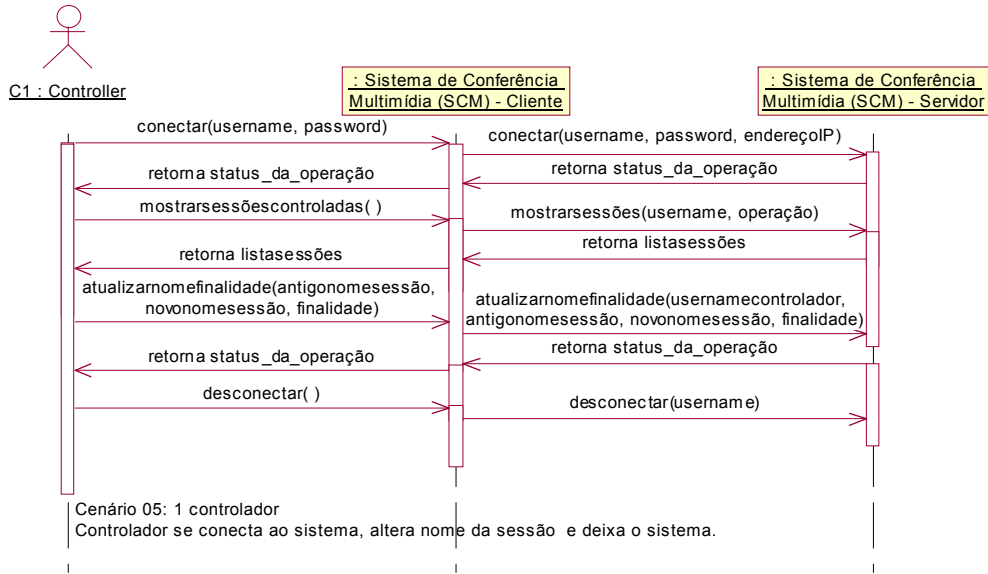 C1 : Controller
: Sistema de Conferência
Multimídia (SCM) - Cliente
: Sistema de Conferência
Multimídia (SCM) - Servidor
conectar(username, password)
conectar(username, password, endereçoIP)
retorna status_da_operação
retorna status_da_operação
mostrarsessõescontroladas( )
mostrarsessões(username, operação)
retorna listasessões
retorna listasessões
atualizarnomefinalidade(antigonomesessão,
novonomesessão, finalidade)
atualizarnomefinalidade(usernamecontrolador,
antigonomesessão, novonomesessão, finalidade)
retorna status_da_operação
retorna status_da_operação
desconectar( )
desconectar(username)
Cenário 05: 1 controlador
Controlador se conecta ao sistema, altera nome da sessão e deixa o sistema.